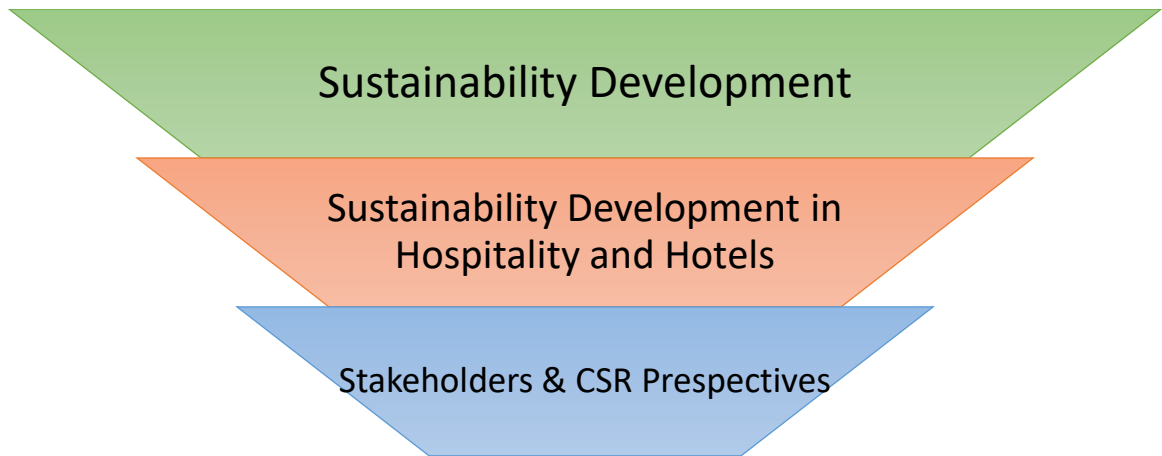 Sustainability Development
Sustainability Development in
Hospitality and Hotels
Stakeholders & CSR Prespectives